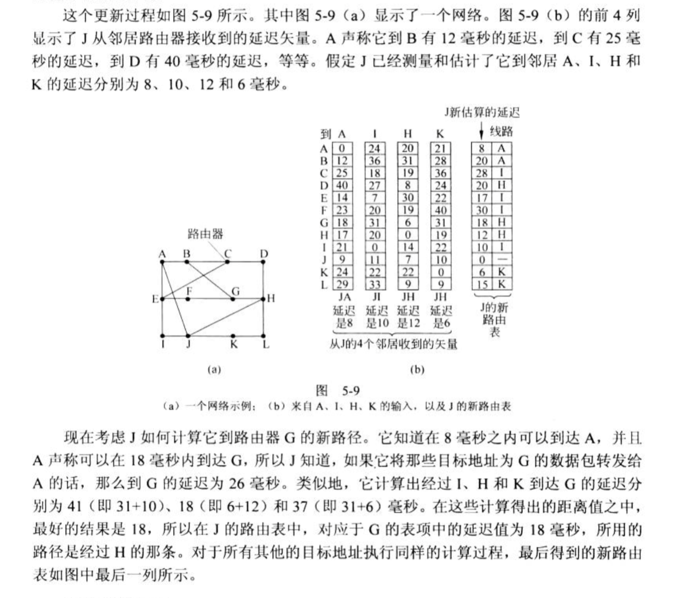 这个更新过程如图 5-9 所示。其中图 5-9（a）显示了一个网络。图 5-9（b）的前 4 列
显示了 J 从邻居路由器接收到的延迟矢量。A 声称它到 B 有 12 毫秒的延迟，到 C 有 25 毫
秒的延迟，到 D 有 40 毫秒的延迟，等等。假定 J 已经测量和估计了它到邻居 A、I、H 和
K 的延迟分别为 8、10、12 和 6 毫秒。
J新估算的延迟
到 A I H K 线路
A 0 24 20 21 8 A
B 12 36 31 28 20 A
C 25 18 19 36 28 I
D 40 27 8 24 20 H
E 14 7 30 22 17 I
F 23 20 19 40 30 I
G 18 31 6 31 18 H
H 17 20 0 19 12 H
I 21 0 14 22 10 I
J 9 11 7 10 0 —
K 24 22 22 0 6 K
L 29 33 9 9 15 K
JA JI JH JH
延迟 延迟 延迟 延迟
是8 是10 是12 是6
J的新
路由
表
从J的4个邻居收到的矢量
路由器
A B C D
E F G H
I J K L
(a)
(b)
图 5-9
（a）一个网络示例；（b）来自 A、I、H、K 的输入，以及 J 的新路由表
现在考虑 J 如何计算它到路由器 G 的新路径。它知道在 8 毫秒之内可以到达 A，并且
A 声称可以在 18 毫秒内到达 G，所以 J 知道，如果它将那些目标地址为 G 的数据包转发给
A 的话，那么到 G 的延迟为 26 毫秒。类似地，它计算出经过 I、H 和 K 到达 G 的延迟分
别为 41（即 31+10）、18（即 6+12）和 37（即 31+6）毫秒。在这些计算得出的距离值之中，
最好的结果是 18，所以在 J 的路由表中，对应于 G 的表项中的延迟值为 18 毫秒，所用的
路径是经过 H 的那条。对于所有其他的目标地址执行同样的计算过程，最后得到的新路由
表如图中最后一列所示。